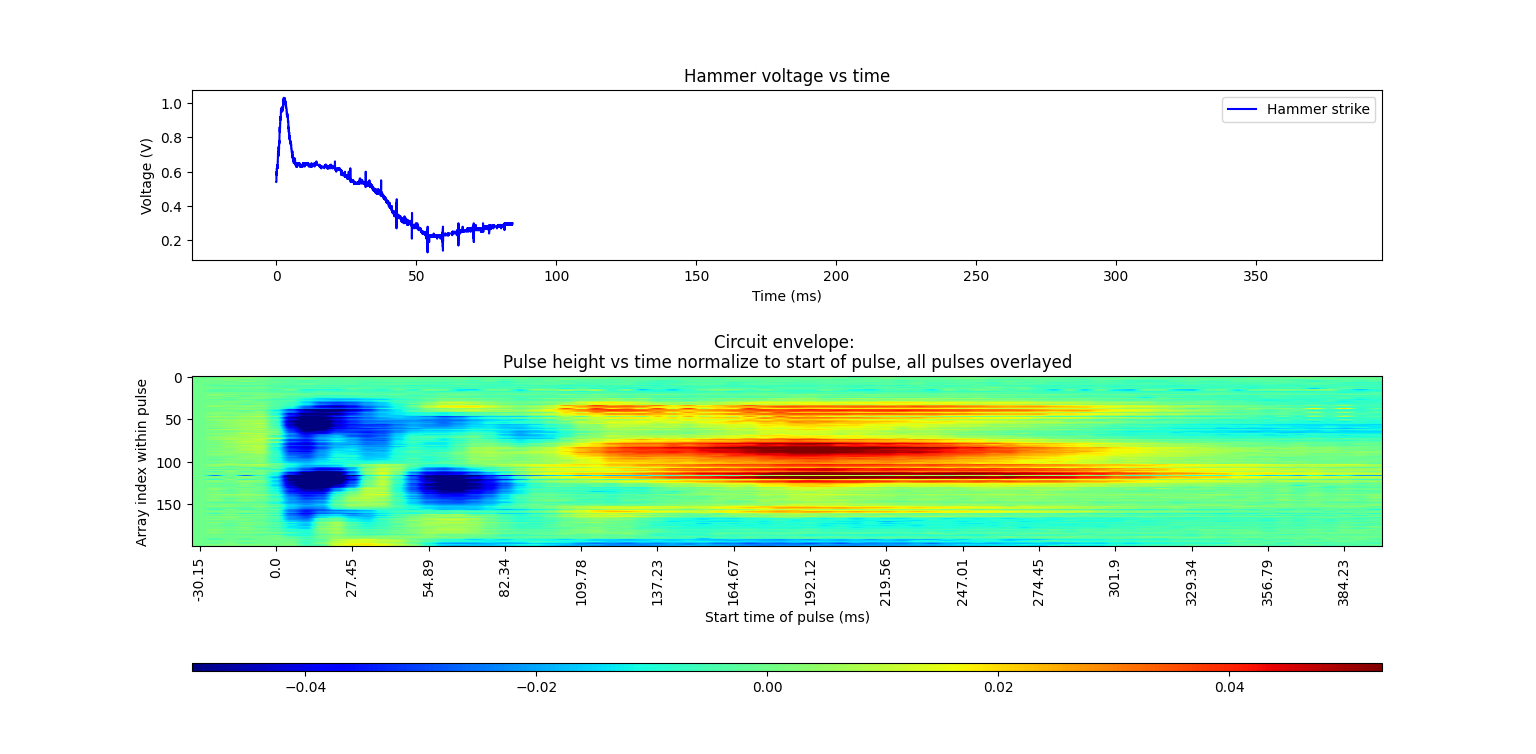 Hammer voltage vs time
Hammer strike
Voltage (V)
1.0
0.8
0.6
0.4
0.2
0 50 100 150 200 250 300 350
Time (ms)
Circuit envelope:
Pulse height vs time normalize to start of pulse, all pulses overlayed
Array index within pulse
0
50
100
150
-30.15 0.0 27.45 54.89 82.34 109.78 137.23 164.67 192.12 219.56 247.01 274.45 301.9 329.34 356.79 384.23
Start time of pulse (ms)
−0.04 −0.02 0.00 0.02 0.04